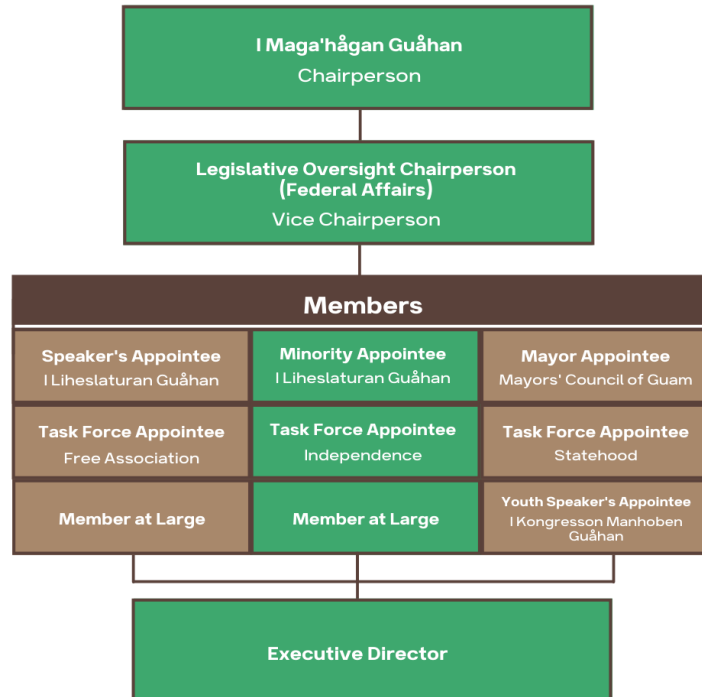 I Maga'hågan Guåhan
Chairperson
Legislative Oversight Chairperson
(Federal Affairs)
Vice Chairperson
Members
Speaker's Appointee
I Liheslaturan Guåhan
Minority Appointee
I Liheslaturan Guåhan
Mayor Appointee
Mayors' Council of Guam
Task Force Appointee
Free Association
Task Force Appointee
Independence
Task Force Appointee
Statehood
Member at Large
Member at Large
Youth Speaker's Appointee
I Kongresson Manhoben
Guåhan
Executive Director